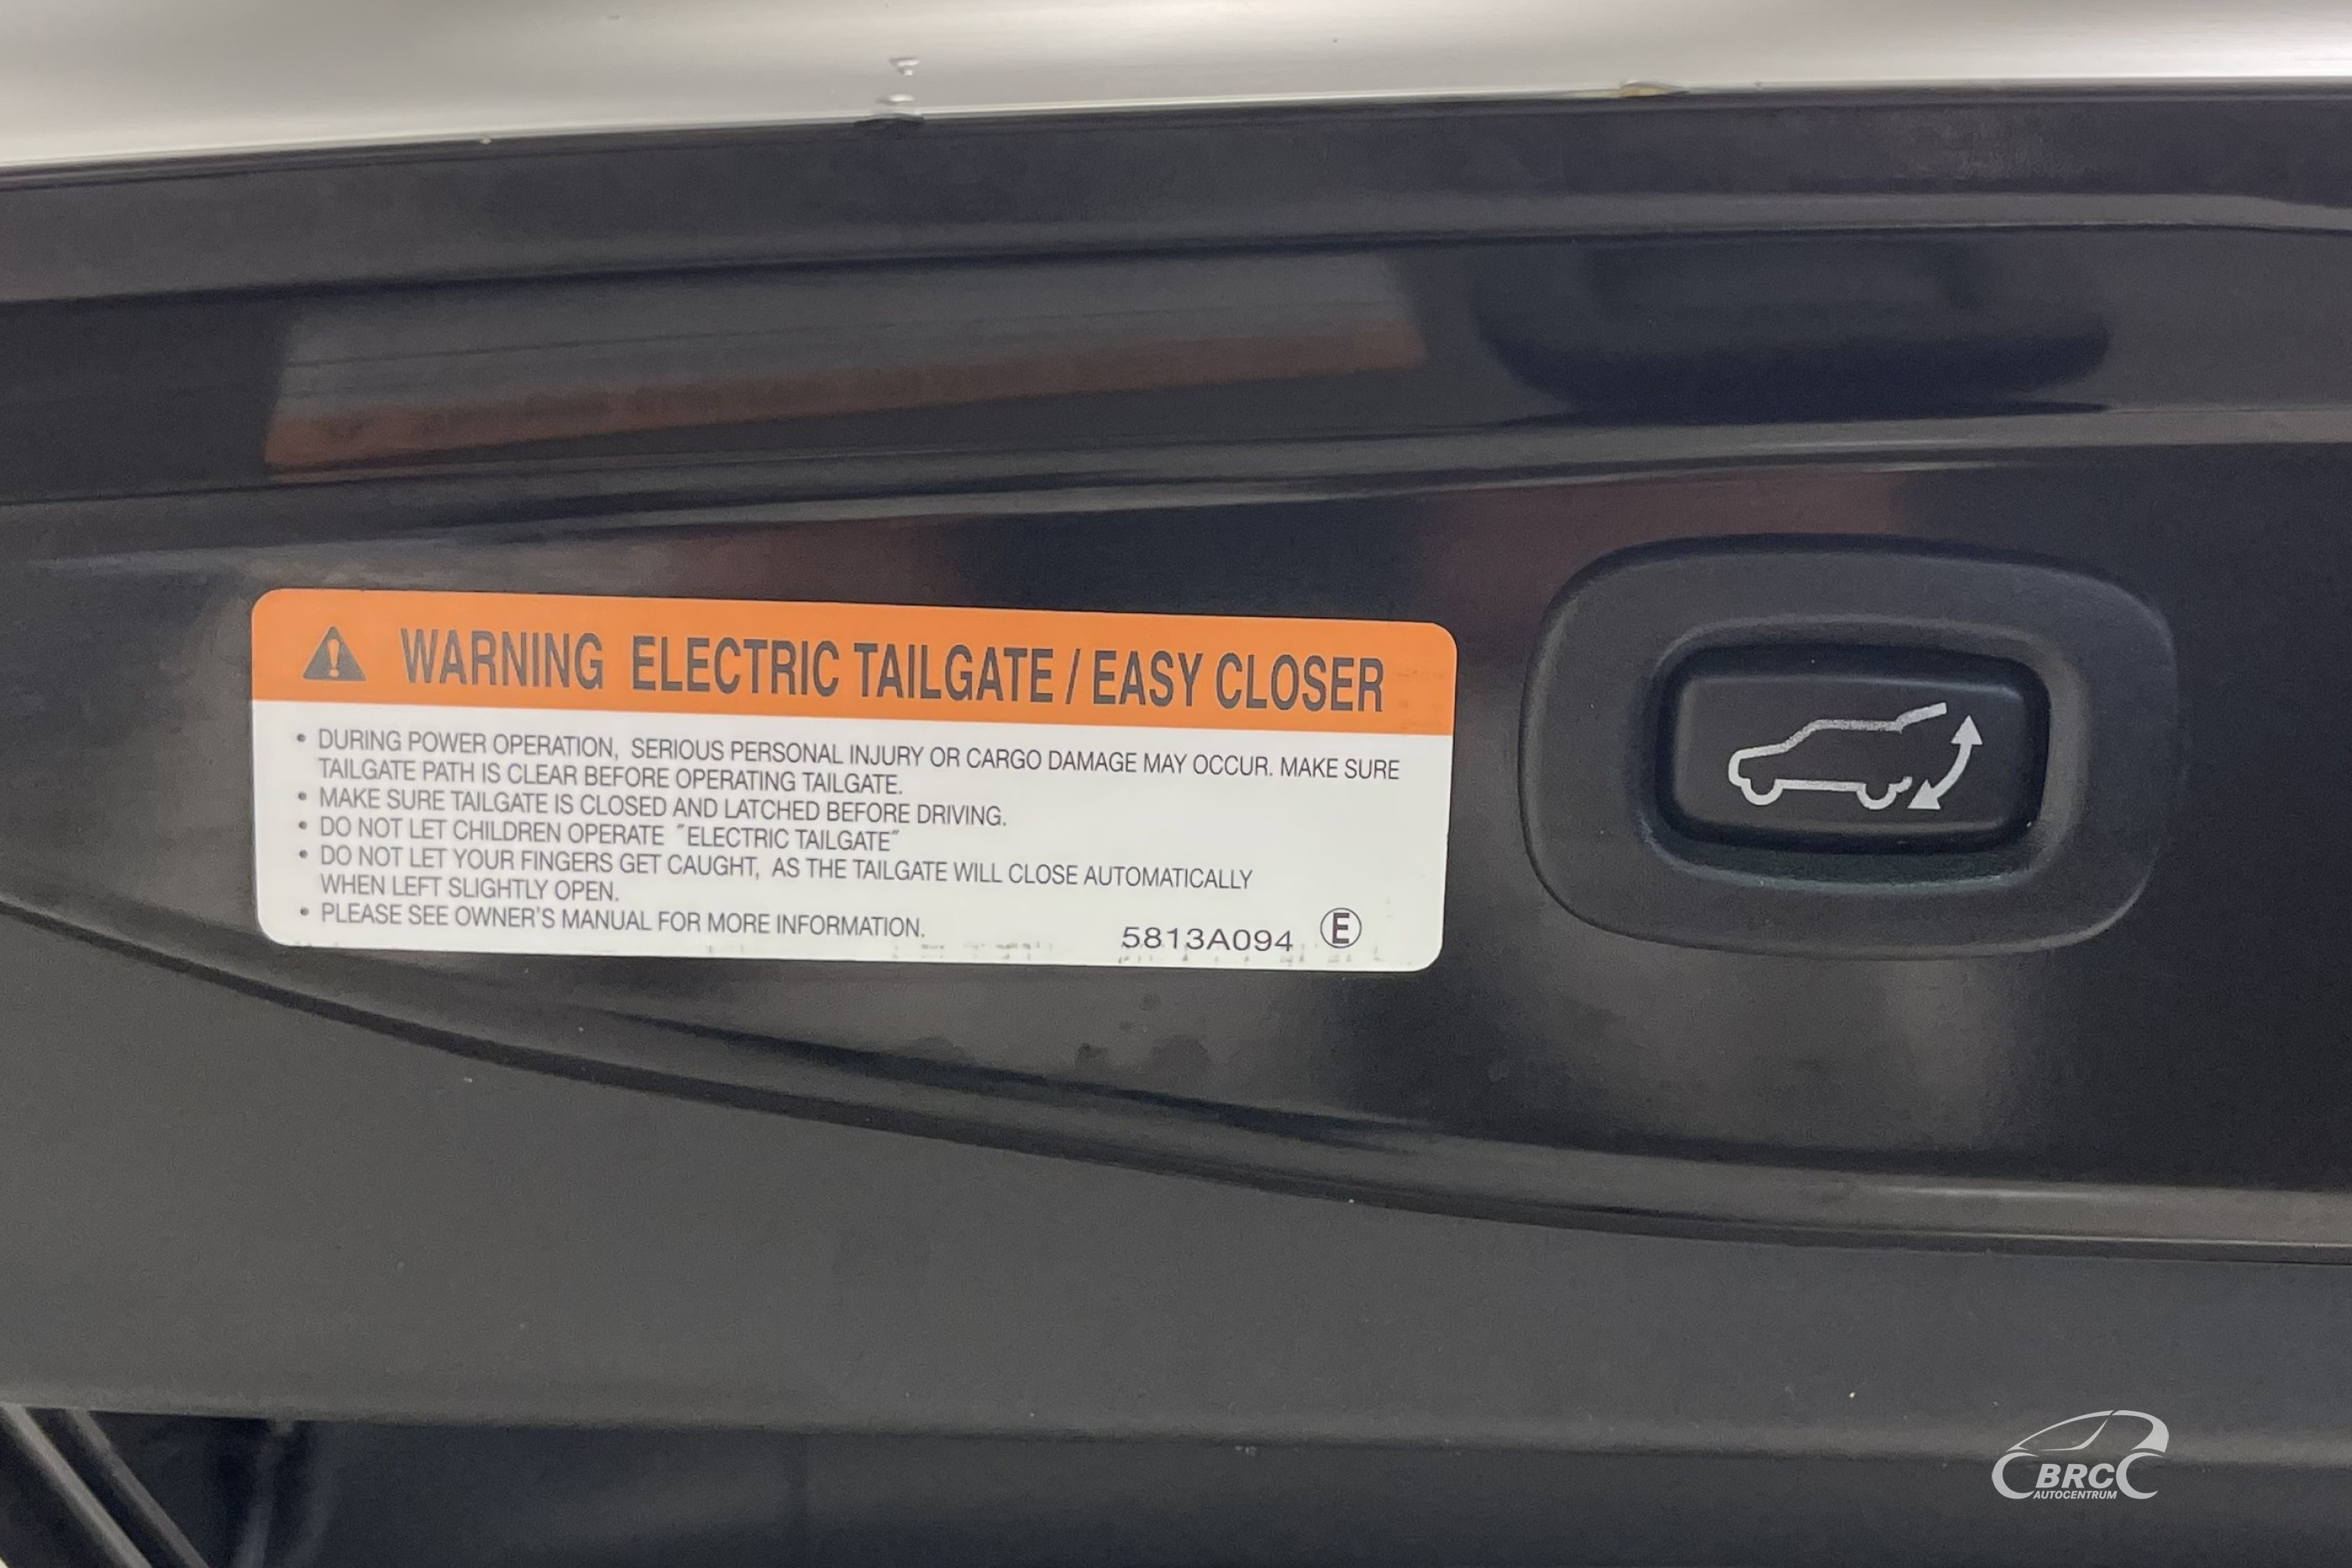 WARNING ELECTRIC TAILGATE / EASY CLOSER
• DURING POWER OPERATION, SERIOUS PERSONAL INJURY OR CARGO DAMAGE MAY OCCUR. MAKE SURE
TAILGATE PATH IS CLEAR BEFORE OPERATING TAILGATE.
• MAKE SURE TAILGATE IS CLOSED AND LATCHED BEFORE DRIVING.
• DO NOT LET CHILDREN OPERATE ˝ELECTRIC TAILGATE˝
• DO NOT LET YOUR FINGERS GET CAUGHT, AS THE TAILGATE WILL CLOSE AUTOMATICALLY
WHEN LEFT SLIGHTLY OPEN.
• PLEASE SEE OWNER'S MANUAL FOR MORE INFORMATION.
5813A094 Ⓔ
BRC
AUTOCENTRUM